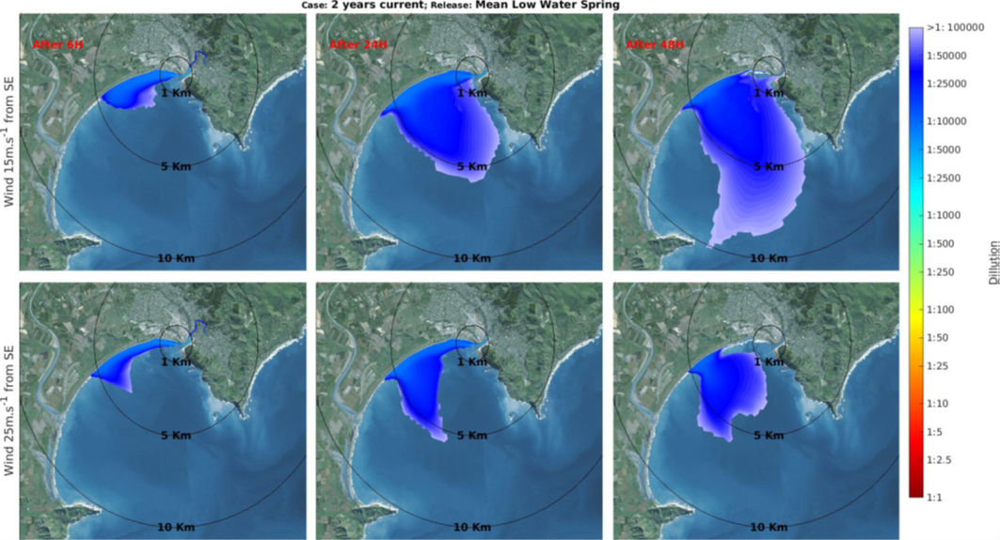 Case: 2 years current; Release: Mean Low Water Spring
After 6H
After 24H
After 48H
Wind 15m.s-1 from SE
1 Km
5 Km
10 Km
1 Km
5 Km
10 Km
1 Km
5 Km
10 Km
Wind 25m.s-1 from SE
1 Km
5 Km
10 Km
1 Km
5 Km
10 Km
1 Km
5 Km
10 Km
>1: 100000
1:50000
1:25000
1:10000
1:5000
1:2500
1:1000
1:500
1:250
1:100
1:50
1:25
1:10
1:5
1:2.5
1:1
Dillution